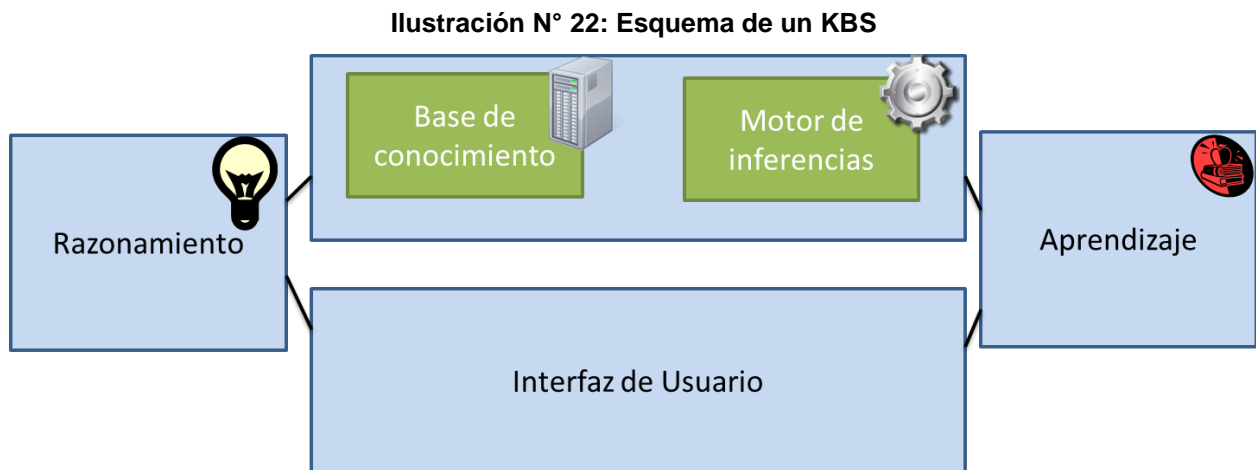 Ilustración N° 22: Esquema de un KBS
Base de
conocimiento
Motor de
inferencias
Razonamiento
Aprendizaje
Interfaz de Usuario